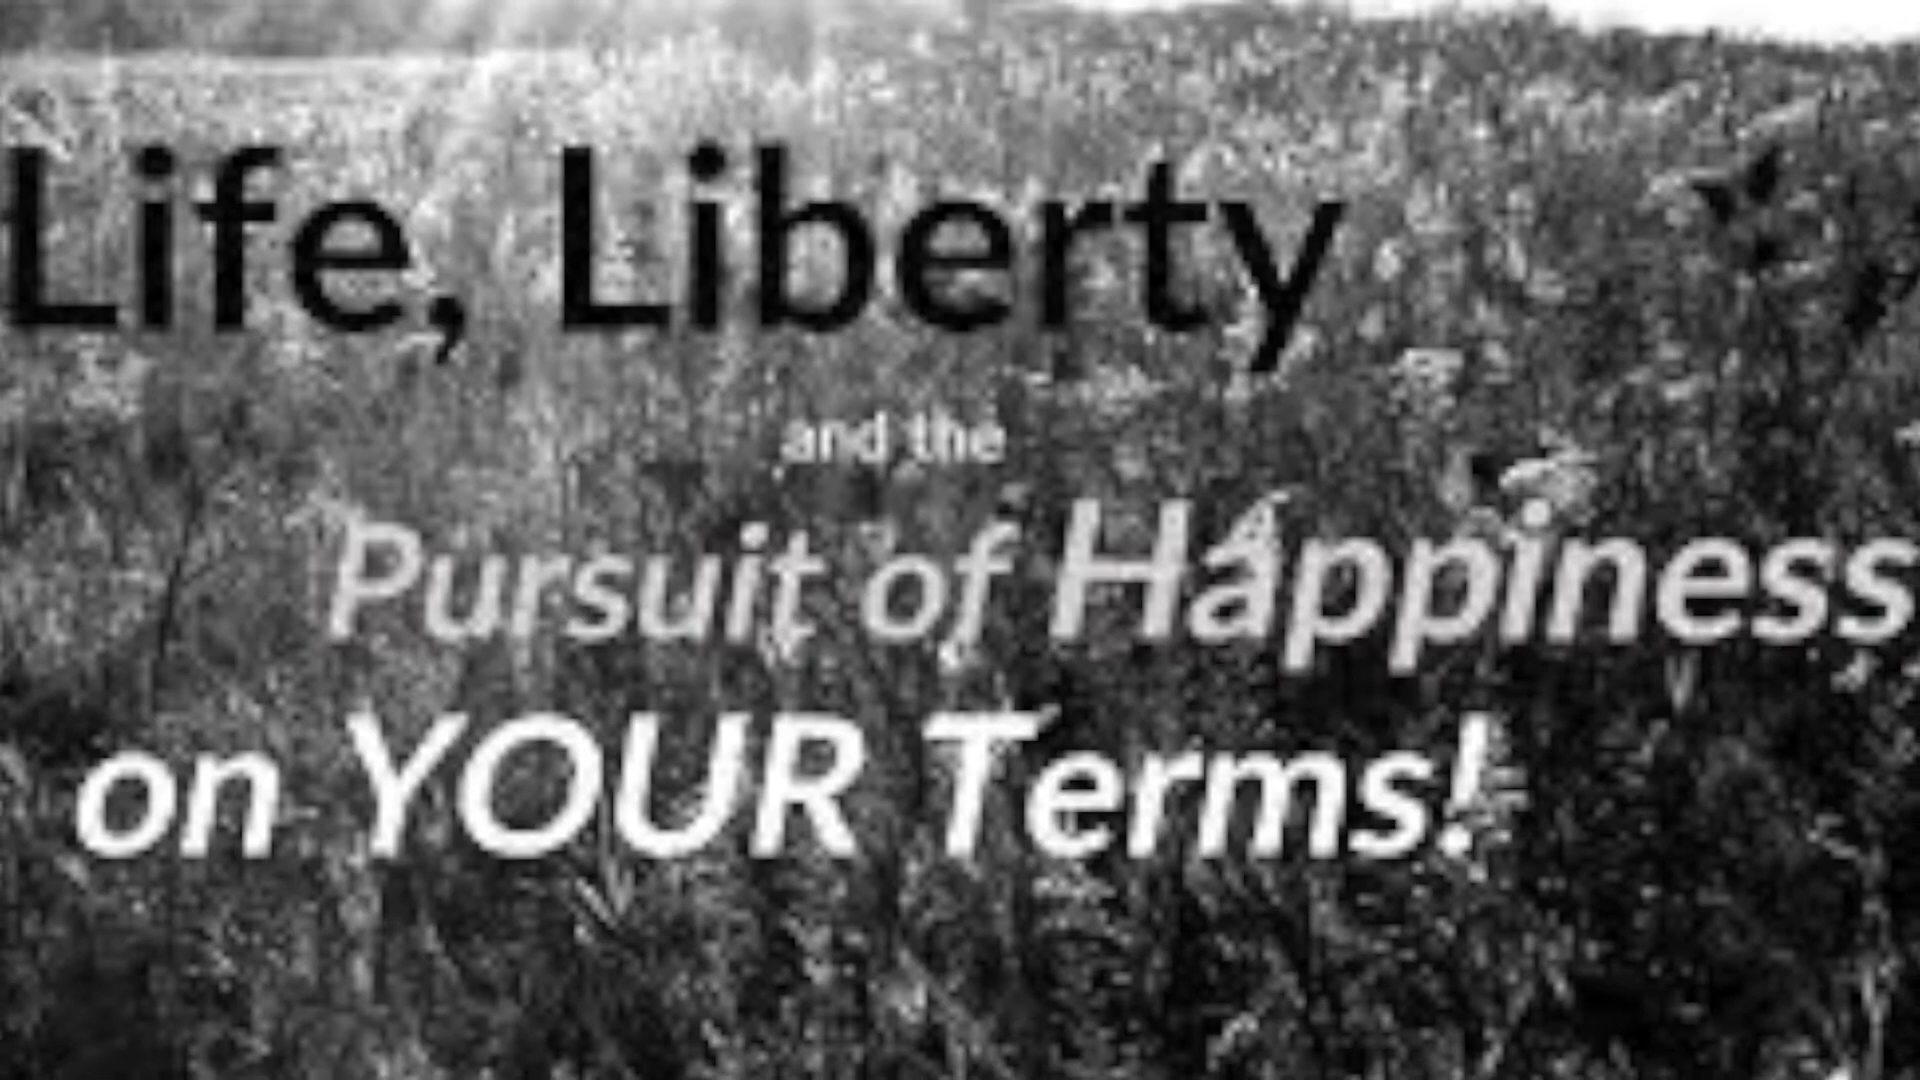 Life, Liberty
and the
Pursuit of Happiness
on YOUR Terms!